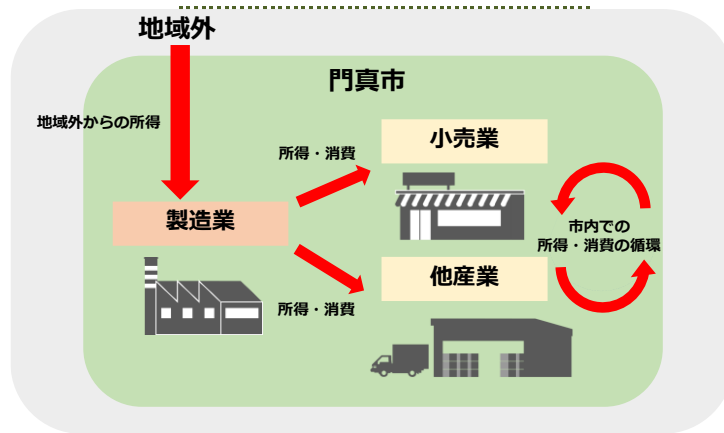 地域外
門真市
地域外からの所得
所得・消費
小売業
製造業
市内での
所得・消費の循環
他産業
所得・消費